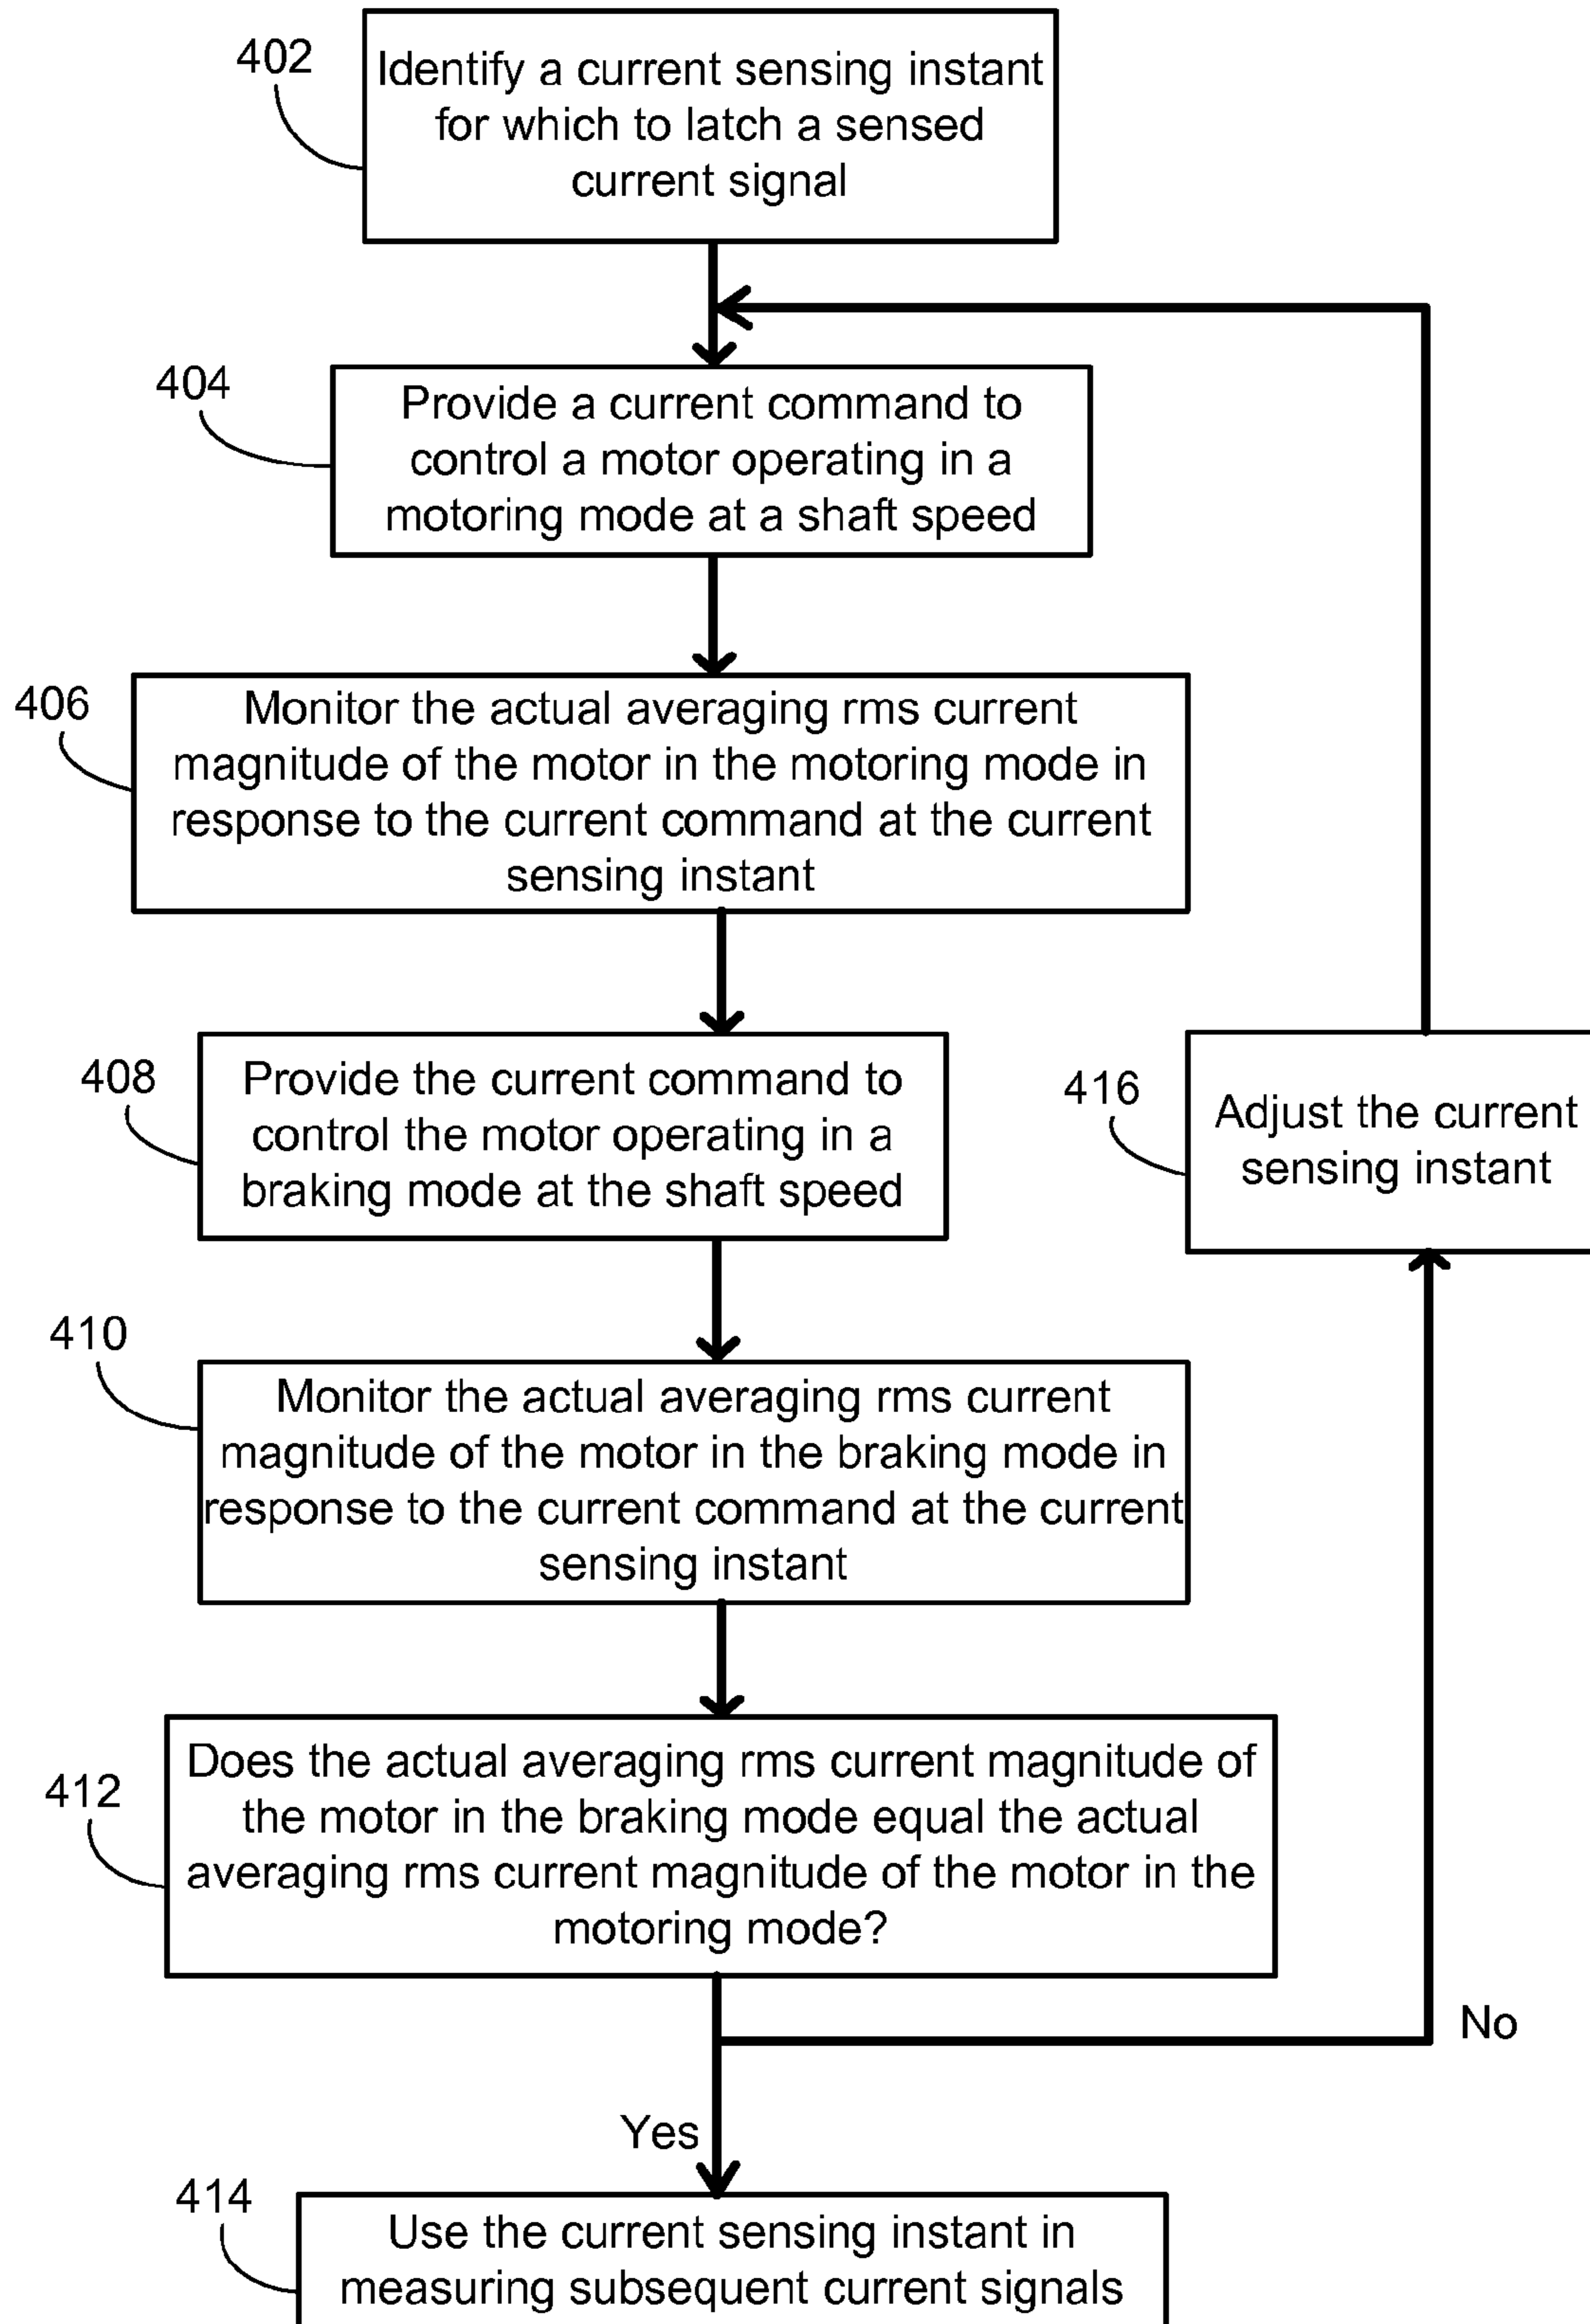 402
Identify a current sensing instant
for which to latch a sensed
current signal
404
Provide a current command to
control a motor operating in a
motoring mode at a shaft speed
406
Monitor the actual averaging rms current
magnitude of the motor in the motoring mode in
response to the current command at the current
sensing instant
408
Provide the current command to
control the motor operating in a
braking mode at the shaft speed
416
Adjust the current
sensing instant
410
Monitor the actual averaging rms current
magnitude of the motor in the braking mode in
response to the current command at the current
sensing instant
412
Does the actual averaging rms current magnitude of
the motor in the braking mode equal the actual
averaging rms current magnitude of the motor in the
motoring mode?
No
Yes
414
Use the current sensing instant in
measuring subsequent current signals